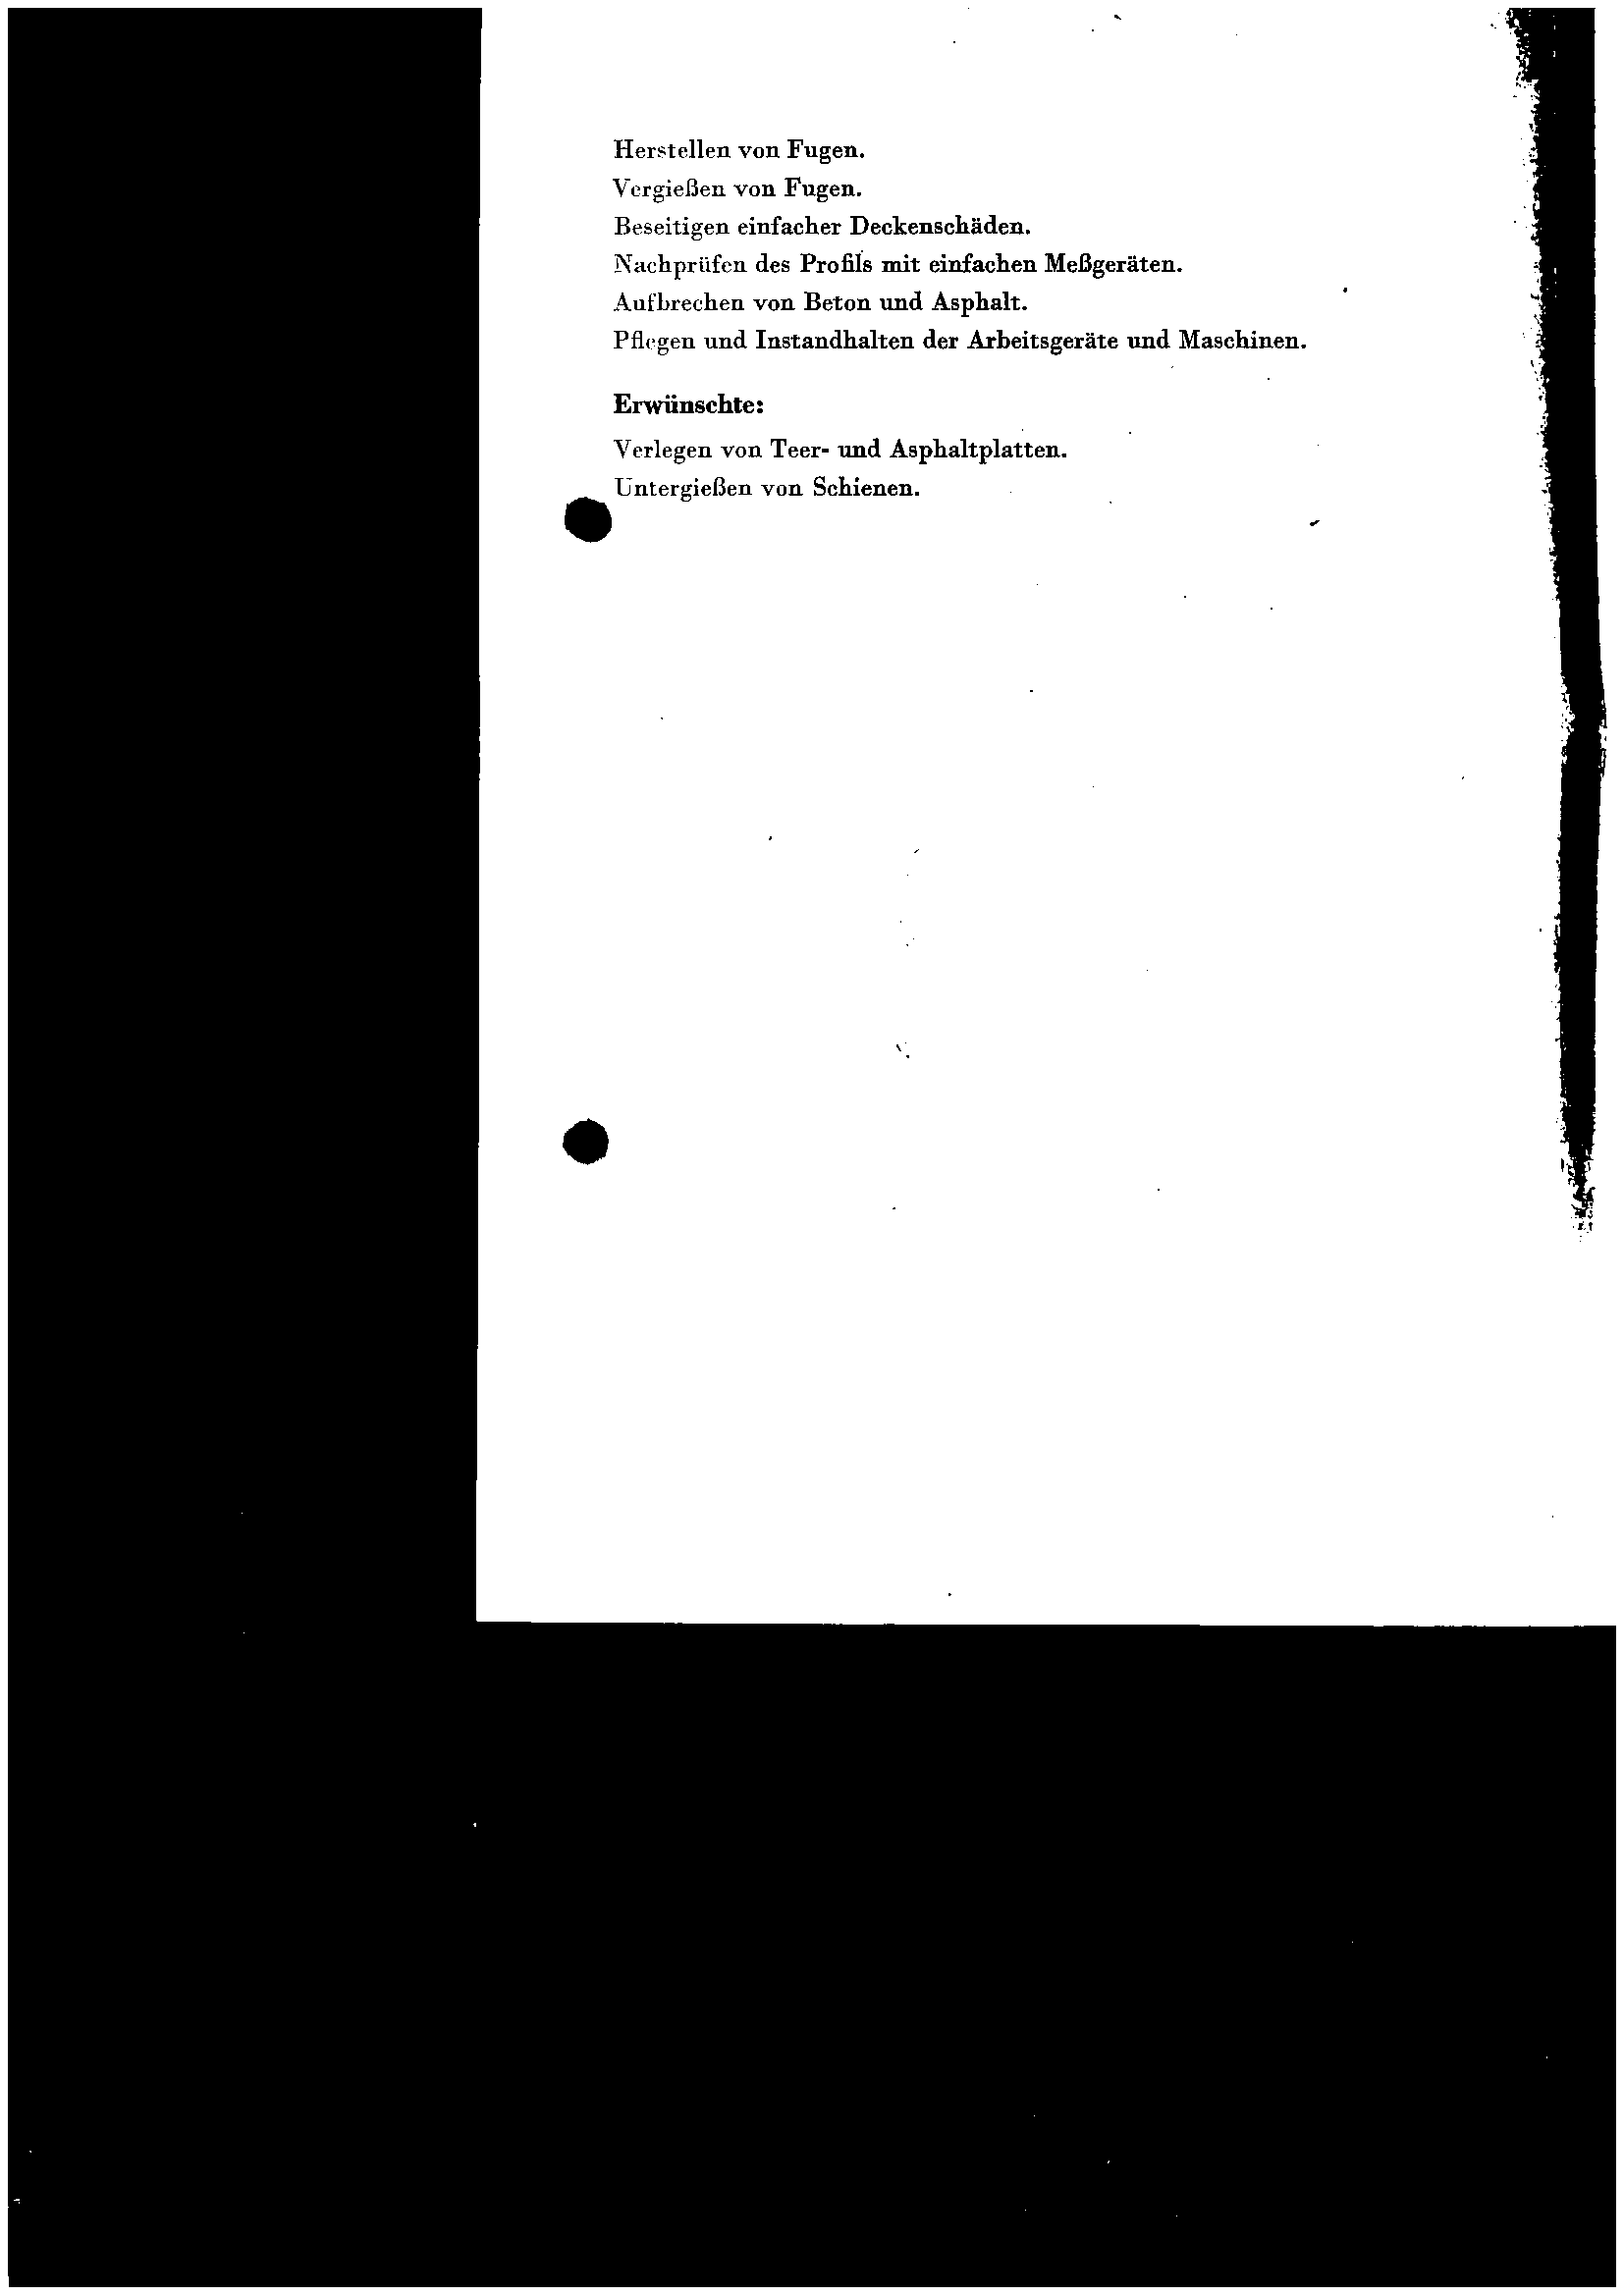 Herstellen von Fugen.
Vergießen von Fugen.
Beseitigen einfacher Deckenschäden.
Nachprüfen des Profils mit einfachen Meßgeräten.
Aufbrechen von Beton und Asphalt.
Pflegen und Instandhalten der Arbeitsgeräte und Maschinen.
Erwünschte:
Verlegen von Teer- und Asphaltplatten.
Untergießen von Schienen.